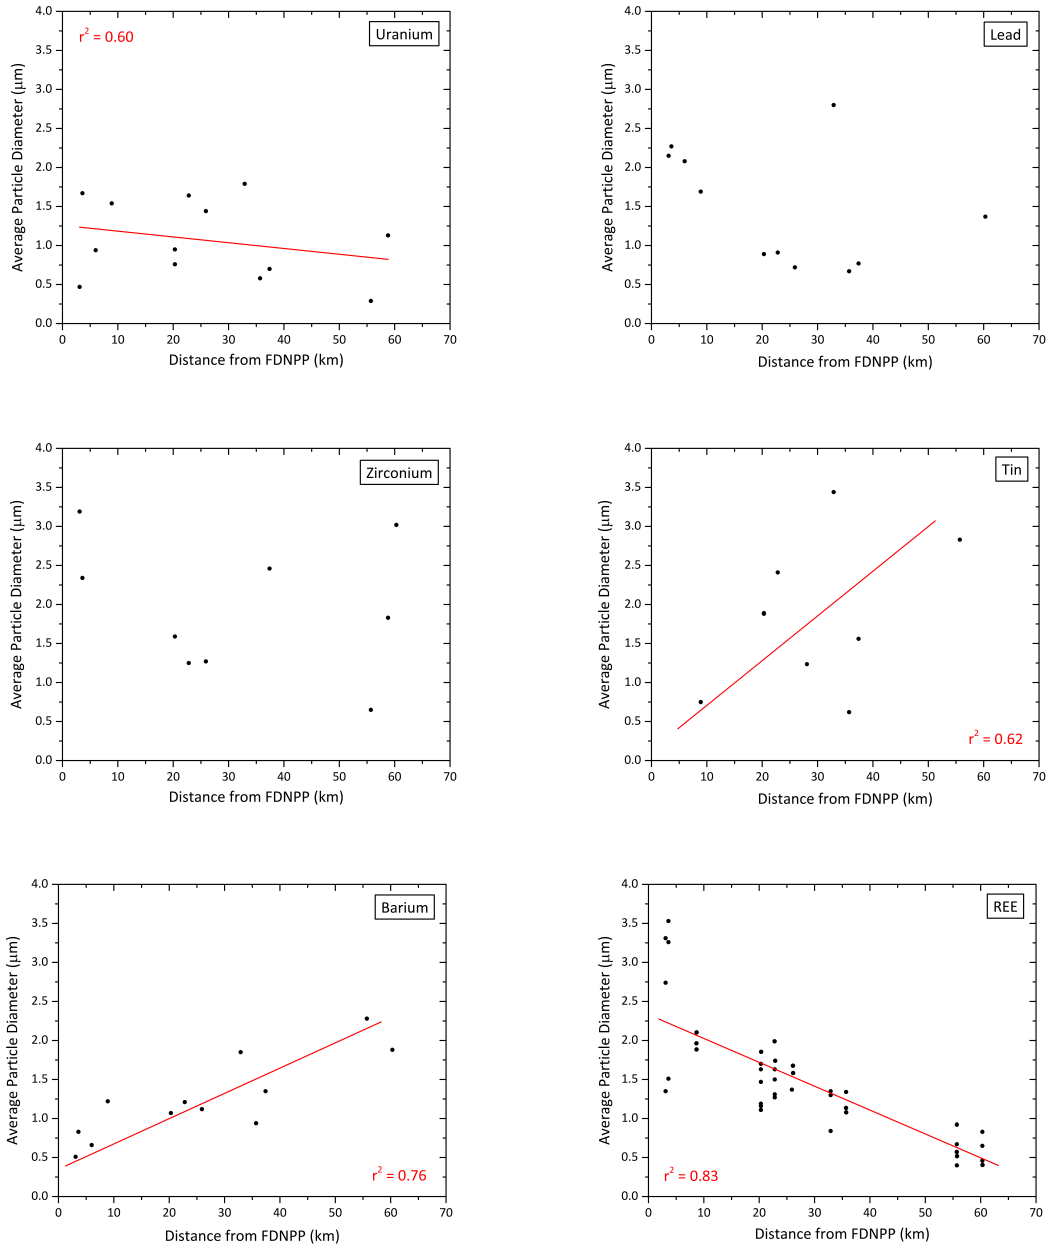 4.0
3.5
3.0
2.5
2.0
1.5
1.0
0.5
0.0
0 10 20 30 40 50 60 70
Average Particle Diameter (μm)
Distance from FDNPP (km)
r² = 0.60
Uranium
4.0
3.5
3.0
2.5
2.0
1.5
1.0
0.5
0.0
0 10 20 30 40 50 60 70
Average Particle Diameter (μm)
Distance from FDNPP (km)
Lead
4.0
3.5
3.0
2.5
2.0
1.5
1.0
0.5
0.0
0 10 20 30 40 50 60 70
Average Particle Diameter (μm)
Distance from FDNPP (km)
Zirconium
4.0
3.5
3.0
2.5
2.0
1.5
1.0
0.5
0.0
0 10 20 30 40 50 60 70
Average Particle Diameter (μm)
Distance from FDNPP (km)
Tin
r² = 0.62
4.0
3.5
3.0
2.5
2.0
1.5
1.0
0.5
0.0
0 10 20 30 40 50 60 70
Average Particle Diameter (μm)
Distance from FDNPP (km)
Barium
r² = 0.76
4.0
3.5
3.0
2.5
2.0
1.5
1.0
0.5
0.0
0 10 20 30 40 50 60 70
Average Particle Diameter (μm)
Distance from FDNPP (km)
REE
r² = 0.83